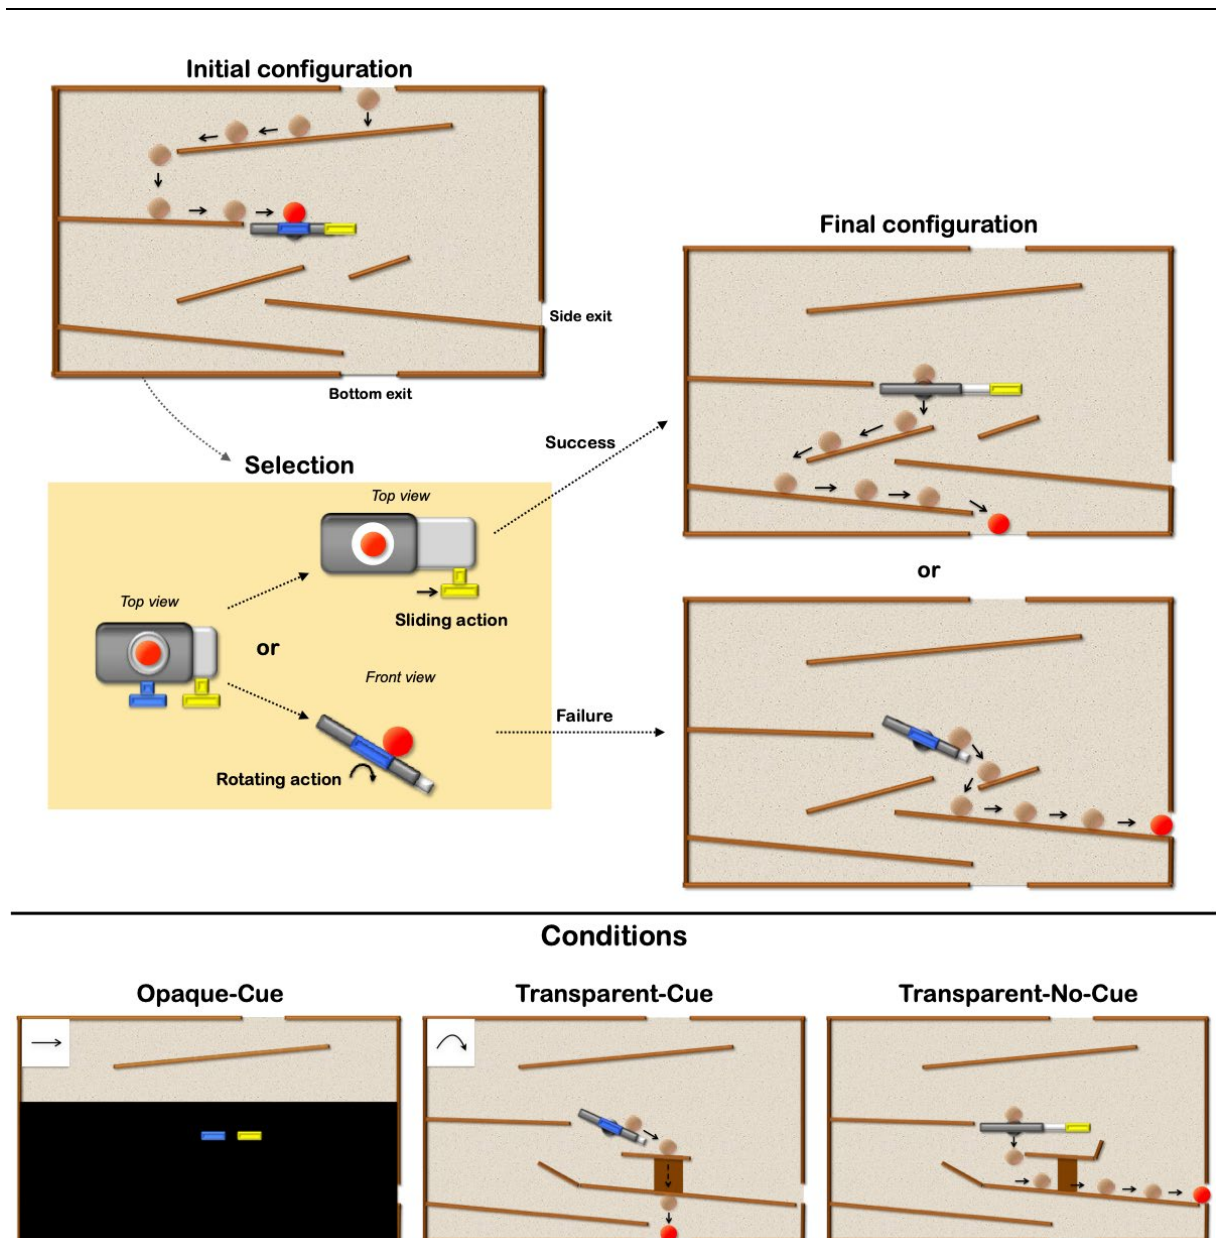 Initial configuration
Side exit
Bottom exit
Final configuration
Success
Selection
Top view
Sliding action
Top view
or
Front view
Rotating action
or
Failure
Conditions
Opaque-Cue
Transparent-Cue
Transparent-No-Cue